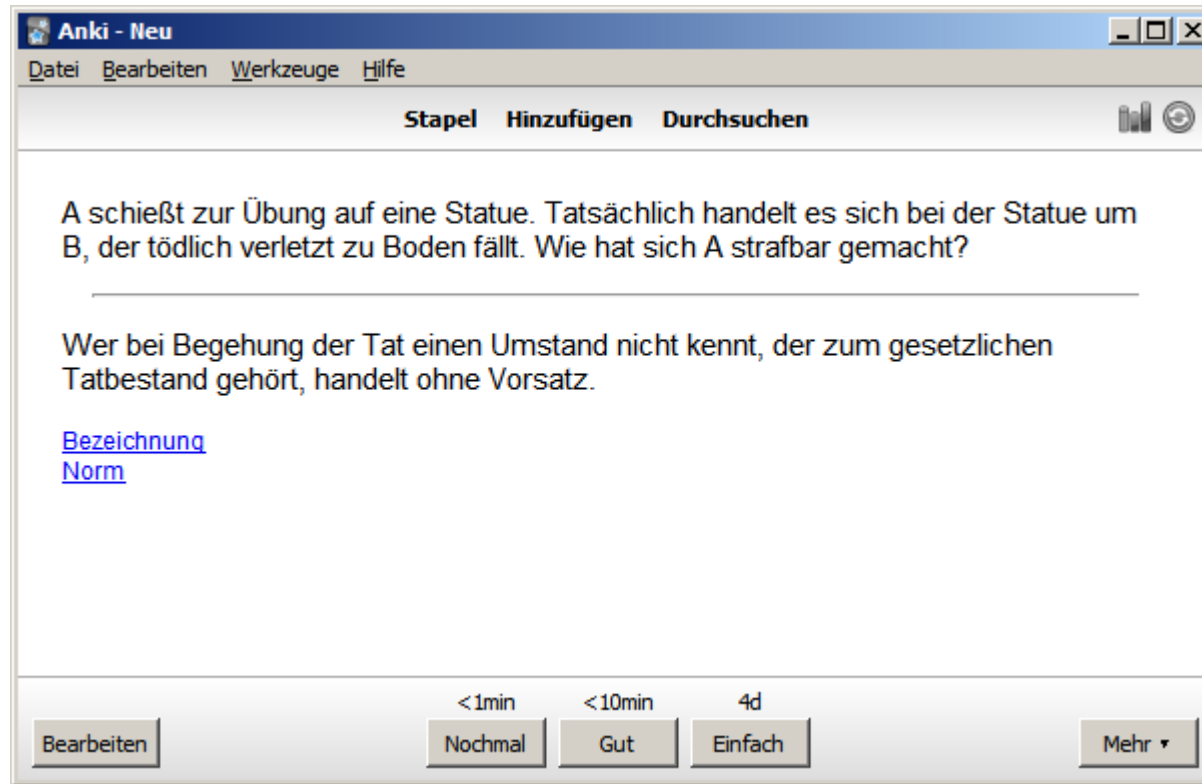 Anki - Neu
Datei Bearbeiten Werkzeuge Hilfe
Stapel Hinzufügen Durchsuchen
A schießt zur Übung auf eine Statue. Tatsächlich handelt es sich bei der Statue um
B, der tödlich verletzt zu Boden fällt. Wie hat sich A strafbar gemacht?
Wer bei Begehung der Tat einen Umstand nicht kennt, der zum gesetzlichen
Tatbestand gehört, handelt ohne Vorsatz.
Bezeichnung
Norm
<1min <10min 4d
Bearbeiten Nochmal Gut Einfach Mehr